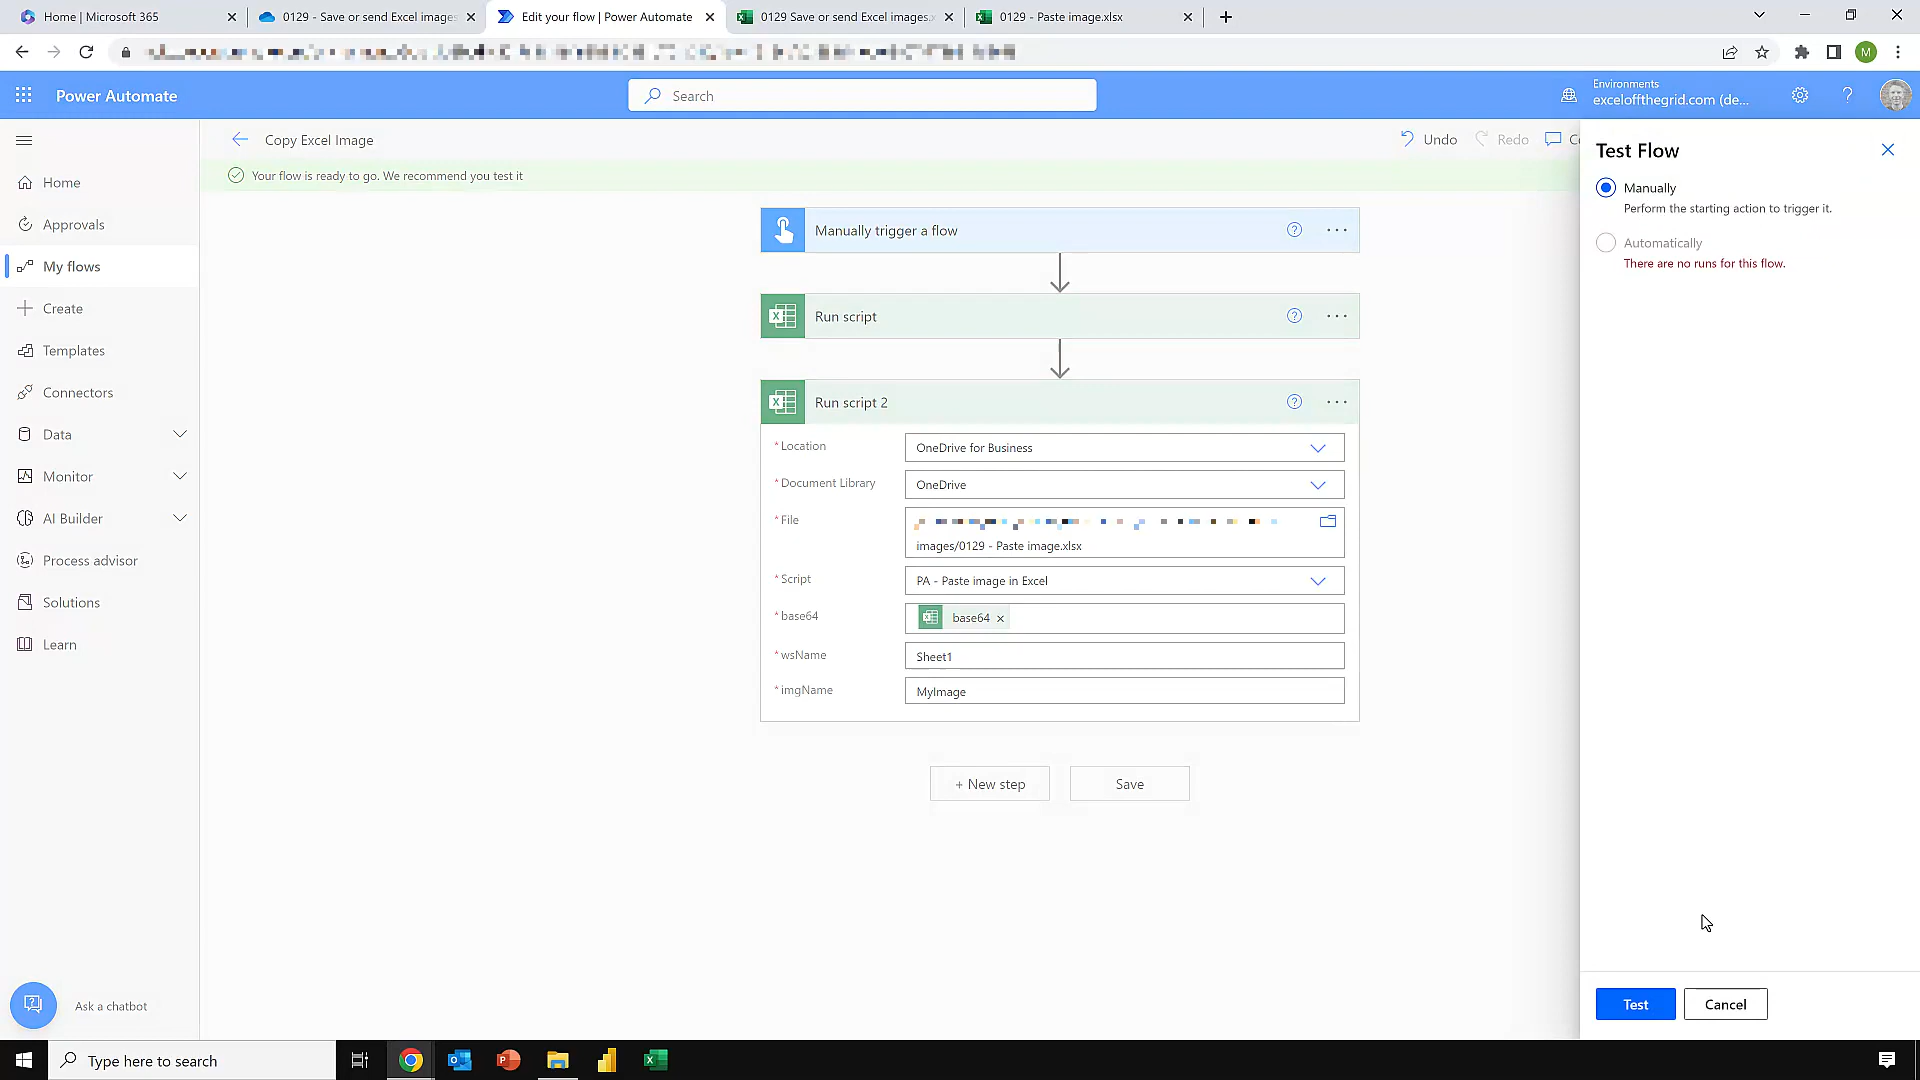 Home | Microsoft 365
0129 - Save or send Excel images
Edit your flow | Power Automate
0129 Save or send Excel images.
0129 - Paste image.xlsx
M
Power Automate
Search
Environments
exceloffthegrid.com (de...
Copy Excel Image
Undo
Redo
Your flow is ready to go. We recommend you test it
Home
Approvals
My flows
Create
Templates
Connectors
Data
Monitor
AI Builder
Process advisor
Solutions
Learn
Ask a chatbot
Manually trigger a flow
Run script
Run script 2
* Location
OneDrive for Business
* Document Library
OneDrive
* File
images/0129 - Paste image.xlsx
* Script
PA - Paste image in Excel
* base64
base64
* wsName
Sheet1
* imgName
MyImage
+ New step
Save
Test Flow
Manually
Perform the starting action to trigger it.
Automatically
There are no runs for this flow.
Test
Cancel
Type here to search